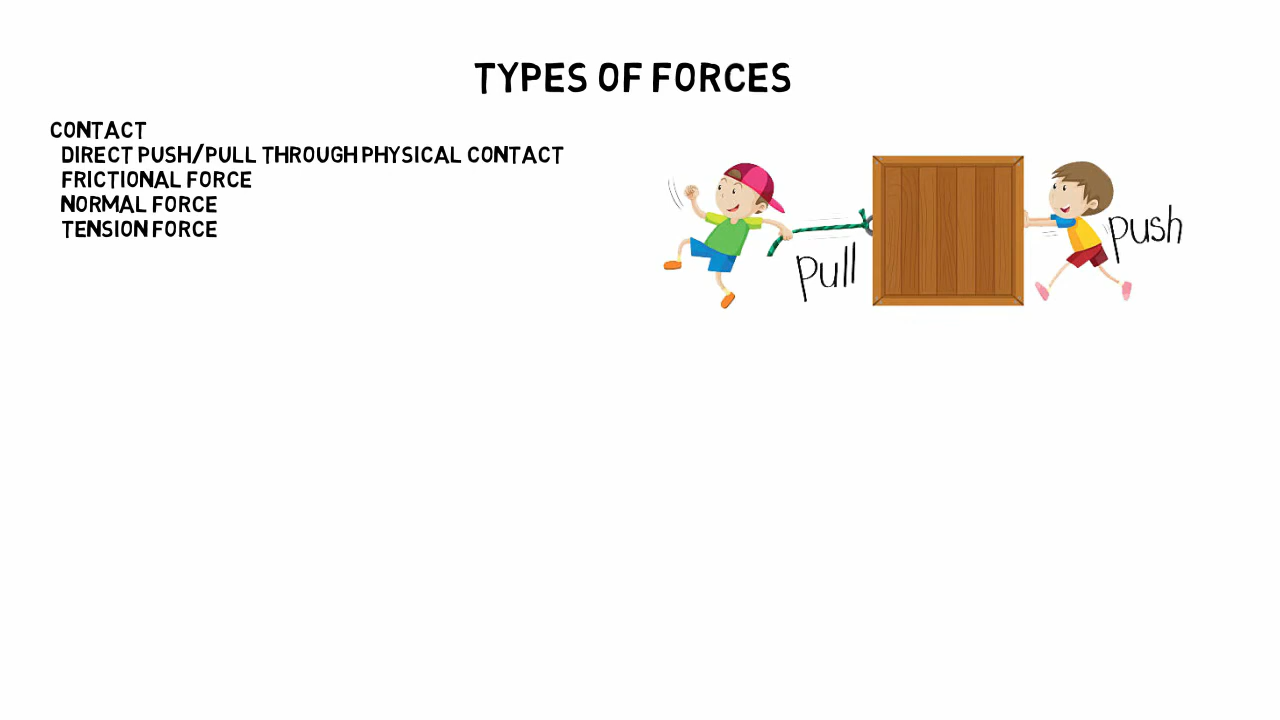 TYPES OF FORCES
CONTACT
DIRECT PUSH/PULL THROUGH PHYSICAL CONTACT
FRICTIONAL FORCE
NORMAL FORCE
TENSION FORCE
pull
push